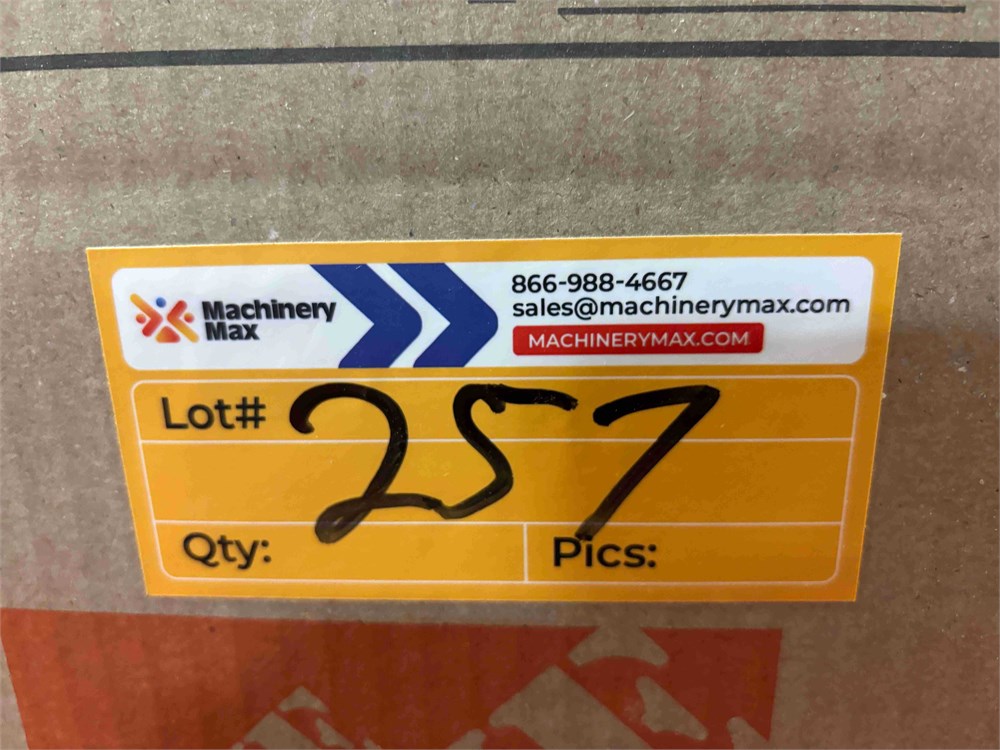 Machinery
Max
866-988-4667
sales@machinerymax.com
MACHINERYMAX.COM
Lot# 257
Qty:
Pics: